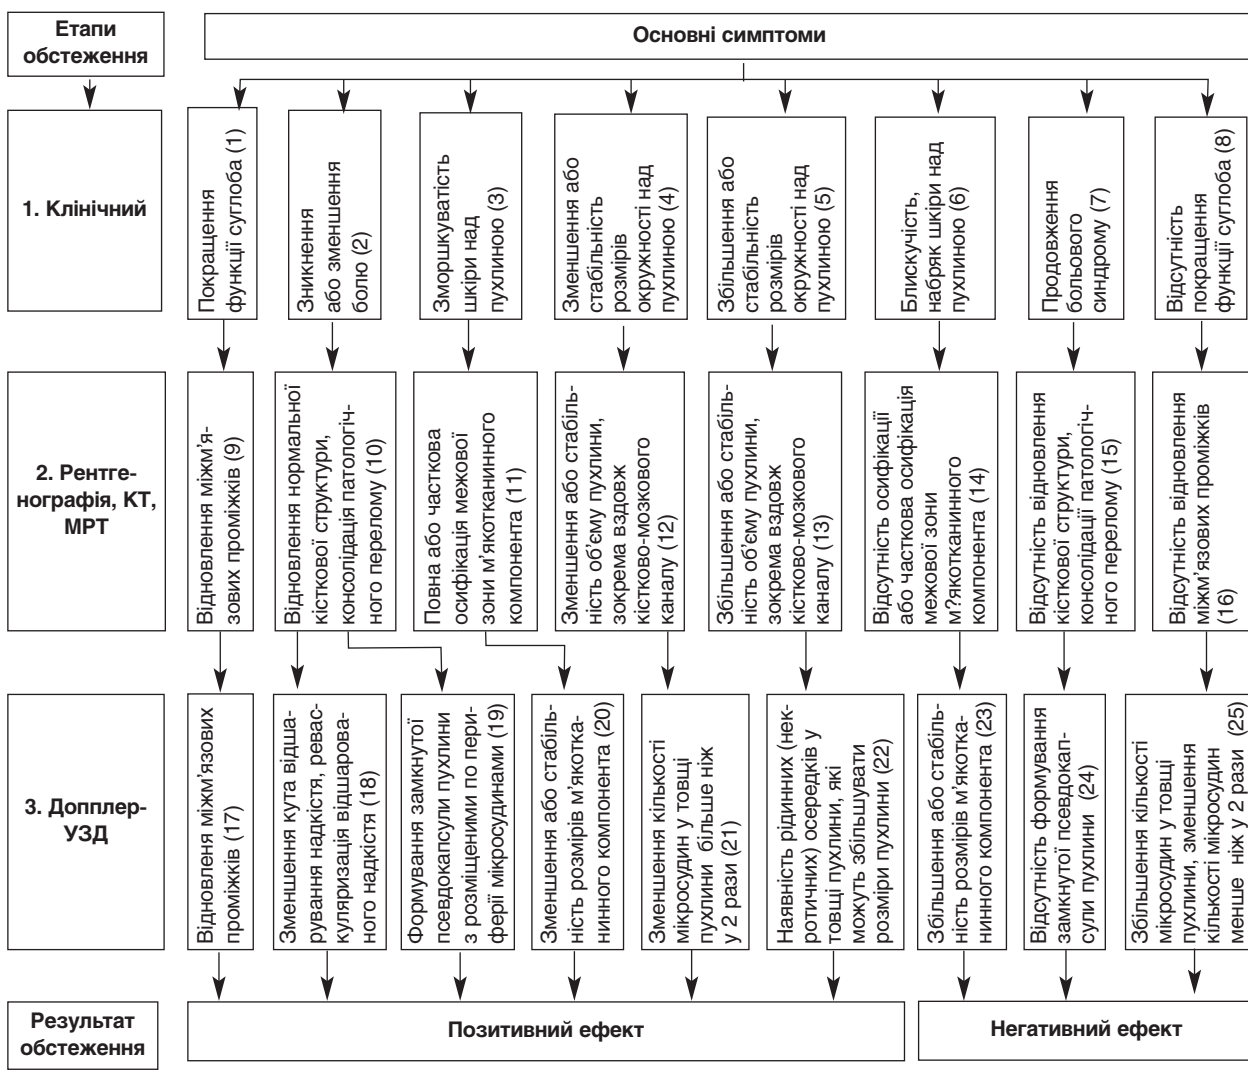 Етапи
обстеження
Основні симптоми
1. Клінічний
Покращення
функції суглоба (1)
Зникнення
або зменшення
болю (2)
Зморшкуватість
шкіри над
пухлиною (3)
Зменшення або
стабільність
розмірів
окружності над
пухлиною (4)
Збільшення або
стабільність
розмірів
окружності над
пухлиною (5)
Блискучість,
набряк шкіри над
пухлиною (6)
Продовження
больового
синдрому (7)
Відсутність
покращення
функції суглоба (8)
2. Рентге-
нографія, КТ,
МРТ
Відновлення міжм'я-
зових проміжків (9)
Відновлення нормальної
кісткової структури,
консолідація патологіч-
ного перелому (10)
Повна або часткова
осифікація межової
зони м'якотканинного
компонента (11)
Зменшення або стабіль-
ність об'єму пухлини,
зокрема вздовж
кістково-мозкового
каналу (12)
Збільшення або стабіль-
ність об'єму пухлини,
зокрема вздовж
кістково-мозкового
каналу (13)
Відсутність осифікації
або часткова осифікація
межової зони
м?якотканинного
компонента (14)
Відсутність відновлення
кісткової структури,
консолідації патологіч-
ного перелому (15)
Відсутність відновлення
міжм'язових проміжків
(16)
3. Допплер-
УЗД
Відновленя міжм'язових
проміжків (17)
Зменшення кута відша-
рування надкістя, ревас-
куляризація відшарова-
ного надкістя (18)
Формування замкнутої
псевдокапсули пухлини
з розміщеними по пери-
ферії мікросудинами (19)
Зменшення або стабіль-
ність розмірів м'якотка-
нинного компонента (20)
Зменшення кількості
мікросудин у товщі
пухлини більше ніж
у 2 рази (21)
Наявність рідинних (нек-
ротичних) осередків у
товщі пухлини, які
можуть збільшувати
розміри пухлини (22)
Збільшення або стабіль-
ність розмірів м'якотка-
нинного компонента (23)
Відсутність формування
замкнутої псевдокап-
сули пухлини (24)
Збільшення кількості
мікросудин у товщі
пухлини, зменшення
кількості мікросудин
менше ніж у 2 рази (25)
Результат
обстеження
Позитивний ефект
Негативний ефект